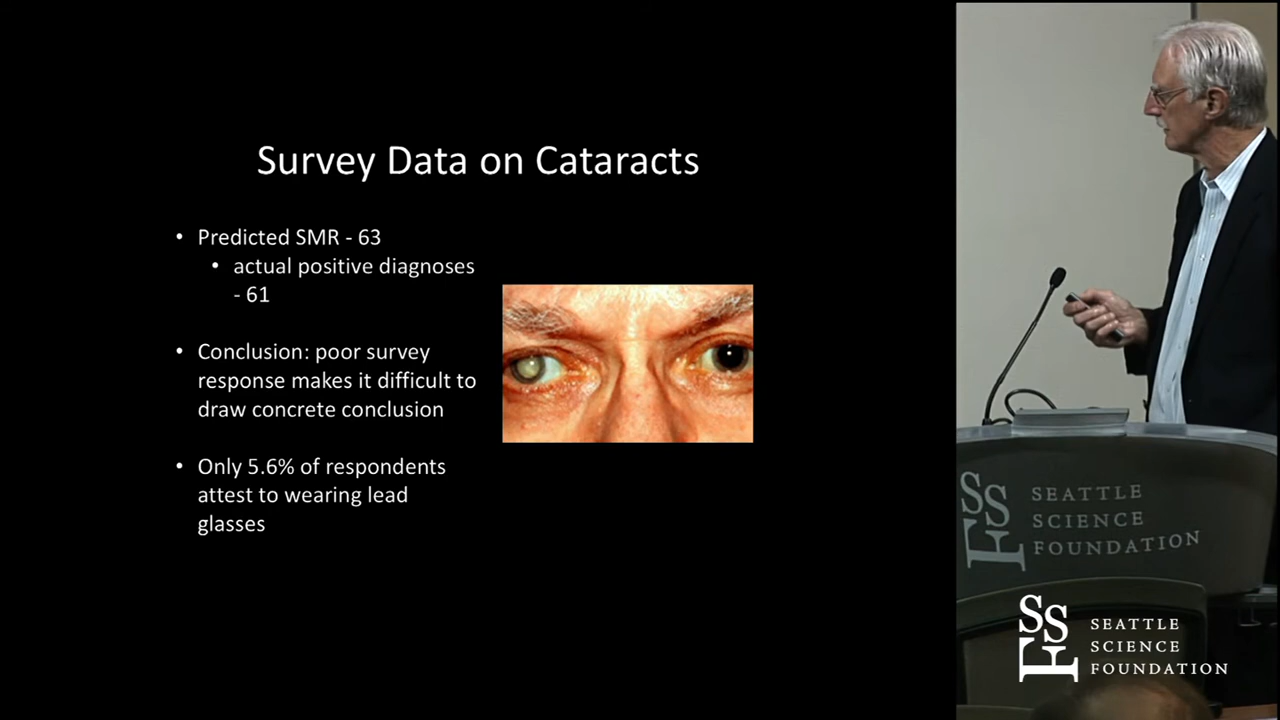 Survey Data on Cataracts
• Predicted SMR - 63
• actual positive diagnoses
- 61
• Conclusion: poor survey
response makes it difficult to
draw concrete conclusion
• Only 5.6% of respondents
attest to wearing lead
glasses
SSF
SEATTLE
SCIENCE
FOUNDATION
SSF
SEATTLE
SCIENCE
FOUNDATION